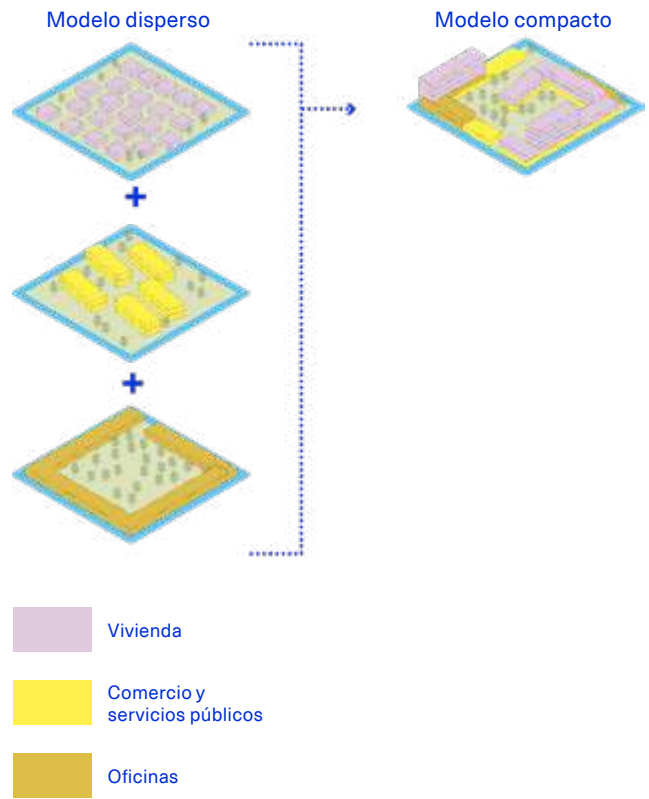 Modelo disperso
Modelo compacto
+
+
Vivienda
Comercio y
servicios públicos
Oficinas